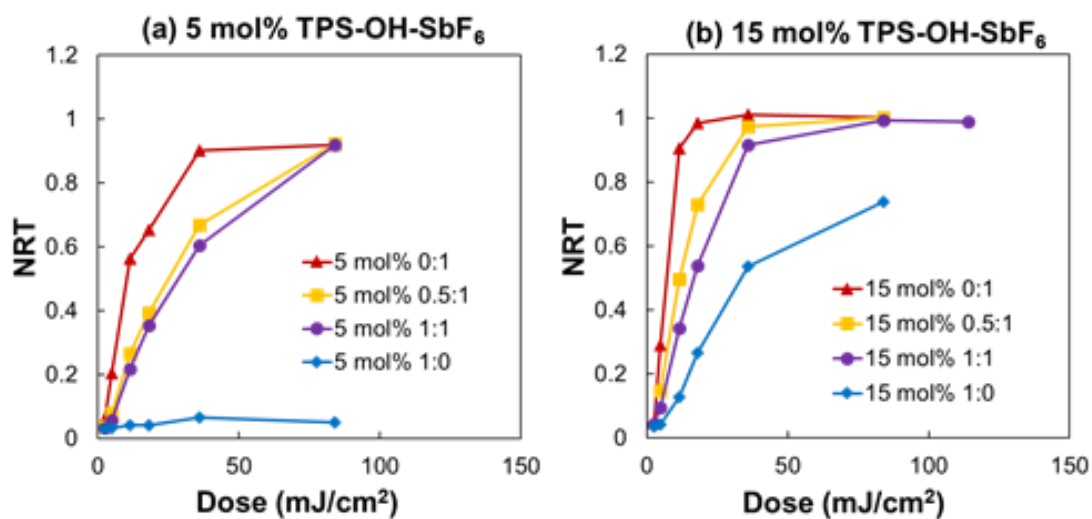 (a) 5 mol% TPS-OH-SbF₆
1.2
1
0.8
0.6
0.4
0.2
0
NRT
5 mol% 0:1
5 mol% 0.5:1
5 mol% 1:1
5 mol% 1:0
0 50 100 150
Dose (mJ/cm²)
(b) 15 mol% TPS-OH-SbF₆
1.2
1
0.8
0.6
0.4
0.2
0
NRT
15 mol% 0:1
15 mol% 0.5:1
15 mol% 1:1
15 mol% 1:0
0 50 100 150
Dose (mJ/cm²)